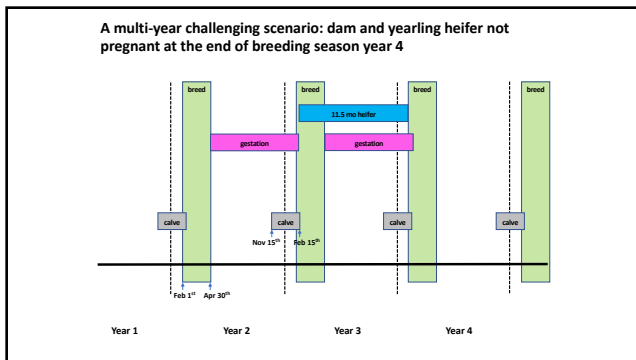 A multi-year challenging scenario: dam and yearling heifer not
pregnant at the end of breeding season year 4
breed
breed
breed
breed
11.5 mo heifer
gestation
gestation
calve
calve
calve
calve
Nov 15th
Feb 15th
Feb 1st
Apr 30th
Year 1
Year 2
Year 3
Year 4